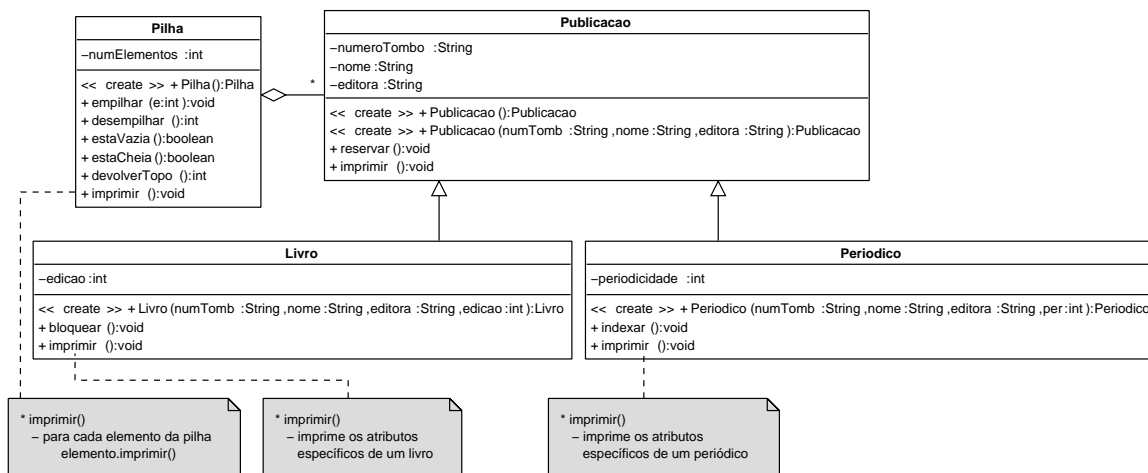 Pilha
−numElementos :int
<< create >> + Pilha ():Pilha
+ empilhar (e:int ):void
+ desempilhar ():int
+ estaVazia ():boolean
+ estaCheia ():boolean
+ devolverTopo ():int
+ imprimir ():void
*
Publicacao
−numeroTombo :String
−nome :String
−editora :String
<< create >> + Publicacao ():Publicacao
<< create >> + Publicacao (numTomb :String ,nome :String ,editora :String ):Publicacao
+ reservar ():void
+ imprimir ():void
Livro
−edicao :int
<< create >> + Livro (numTomb :String ,nome :String ,editora :String ,edicao :int ):Livro
+ bloquear ():void
+ imprimir ():void
Periodico
−periodicidade :int
<< create >> + Periodico (numTomb :String ,nome :String ,editora :String ,per:int ):Periodico
+ indexar ():void
+ imprimir ():void
* imprimir()
− para cada elemento da pilha
elemento.imprimir()
* imprimir()
− imprime os atributos
específicos de um livro
* imprimir()
− imprime os atributos
específicos de um periódico